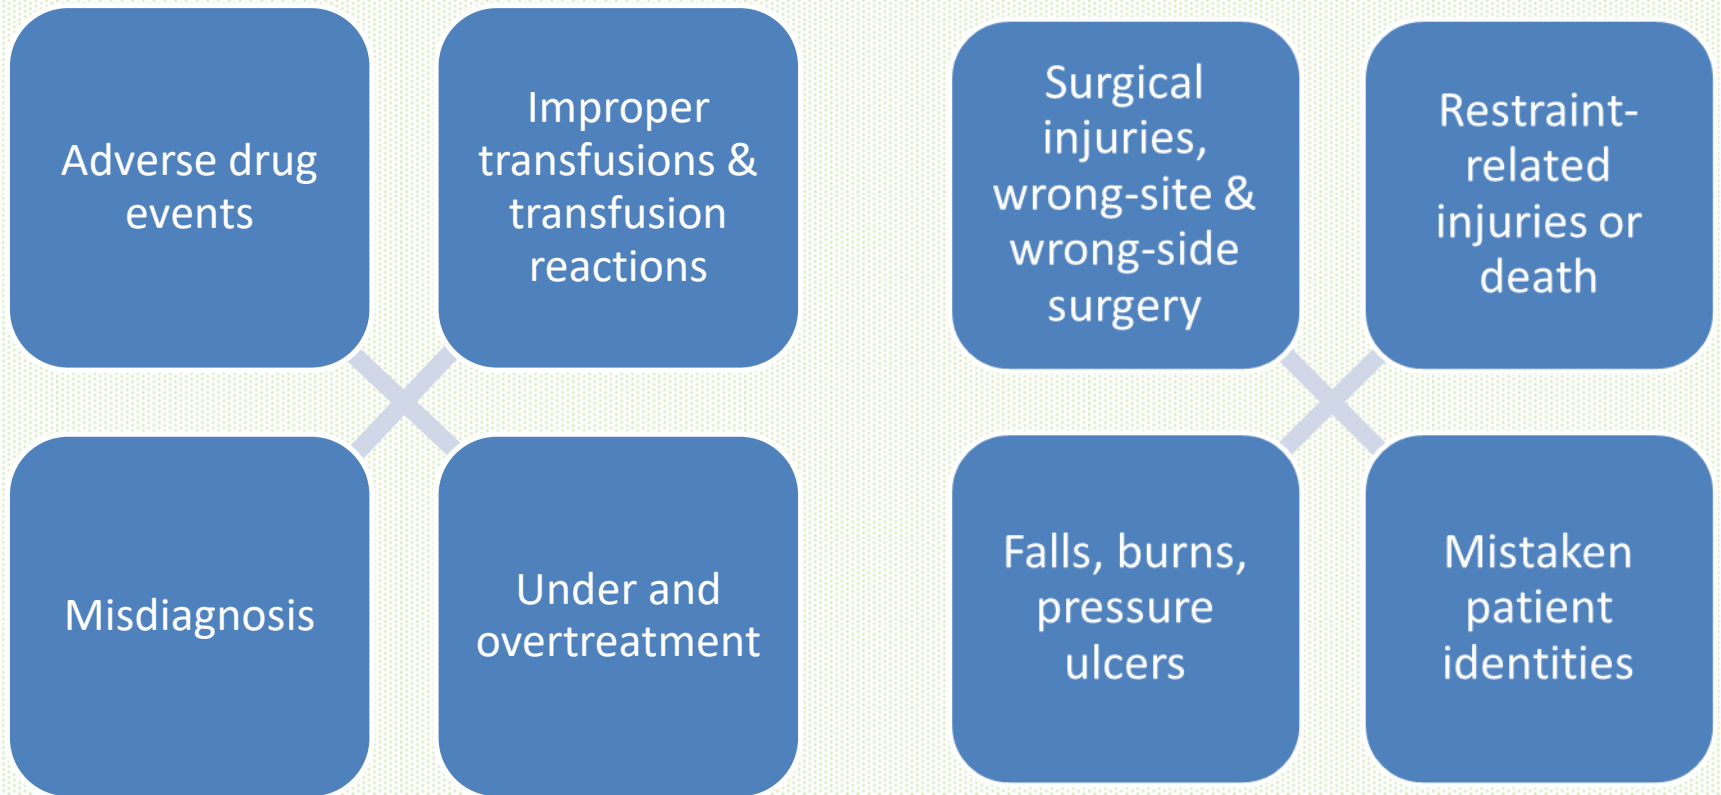 Adverse drug
events
Improper
transfusions &
transfusion
reactions
Misdiagnosis
Under and
overtreatment
Surgical
injuries,
wrong-site &
wrong-side
surgery
Restraint-
related
injuries or
death
Falls, burns,
pressure
ulcers
Mistaken
patient
identities